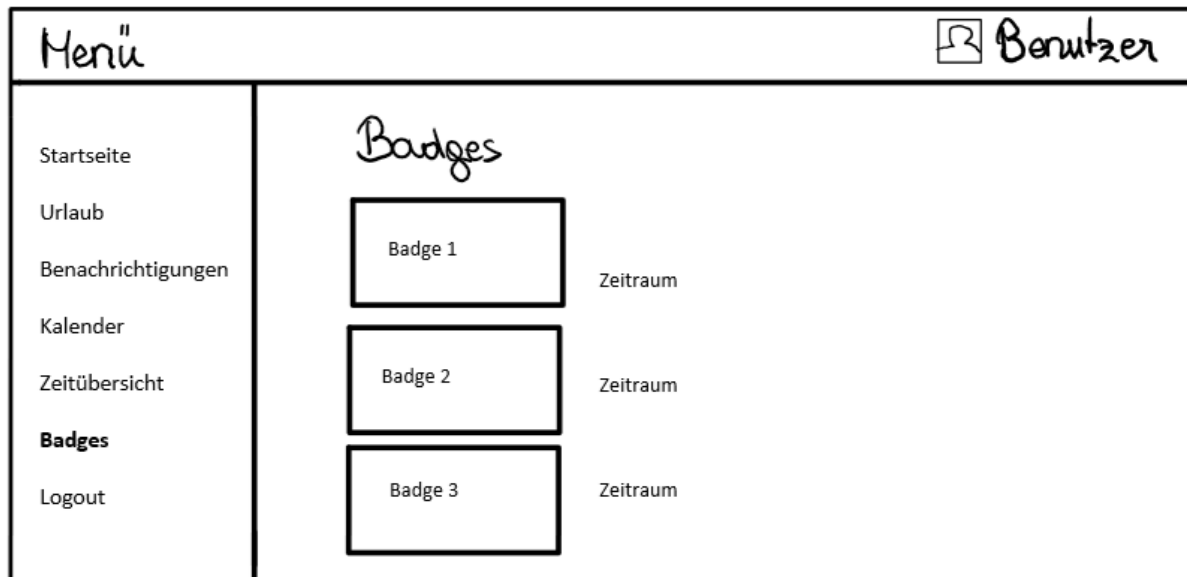 Menü
Benutzer
Startseite
Urlaub
Benachrichtigungen
Kalender
Zeitübersicht
Badges
Logout
Badges
Badge 1
Zeitraum
Badge 2
Zeitraum
Badge 3
Zeitraum